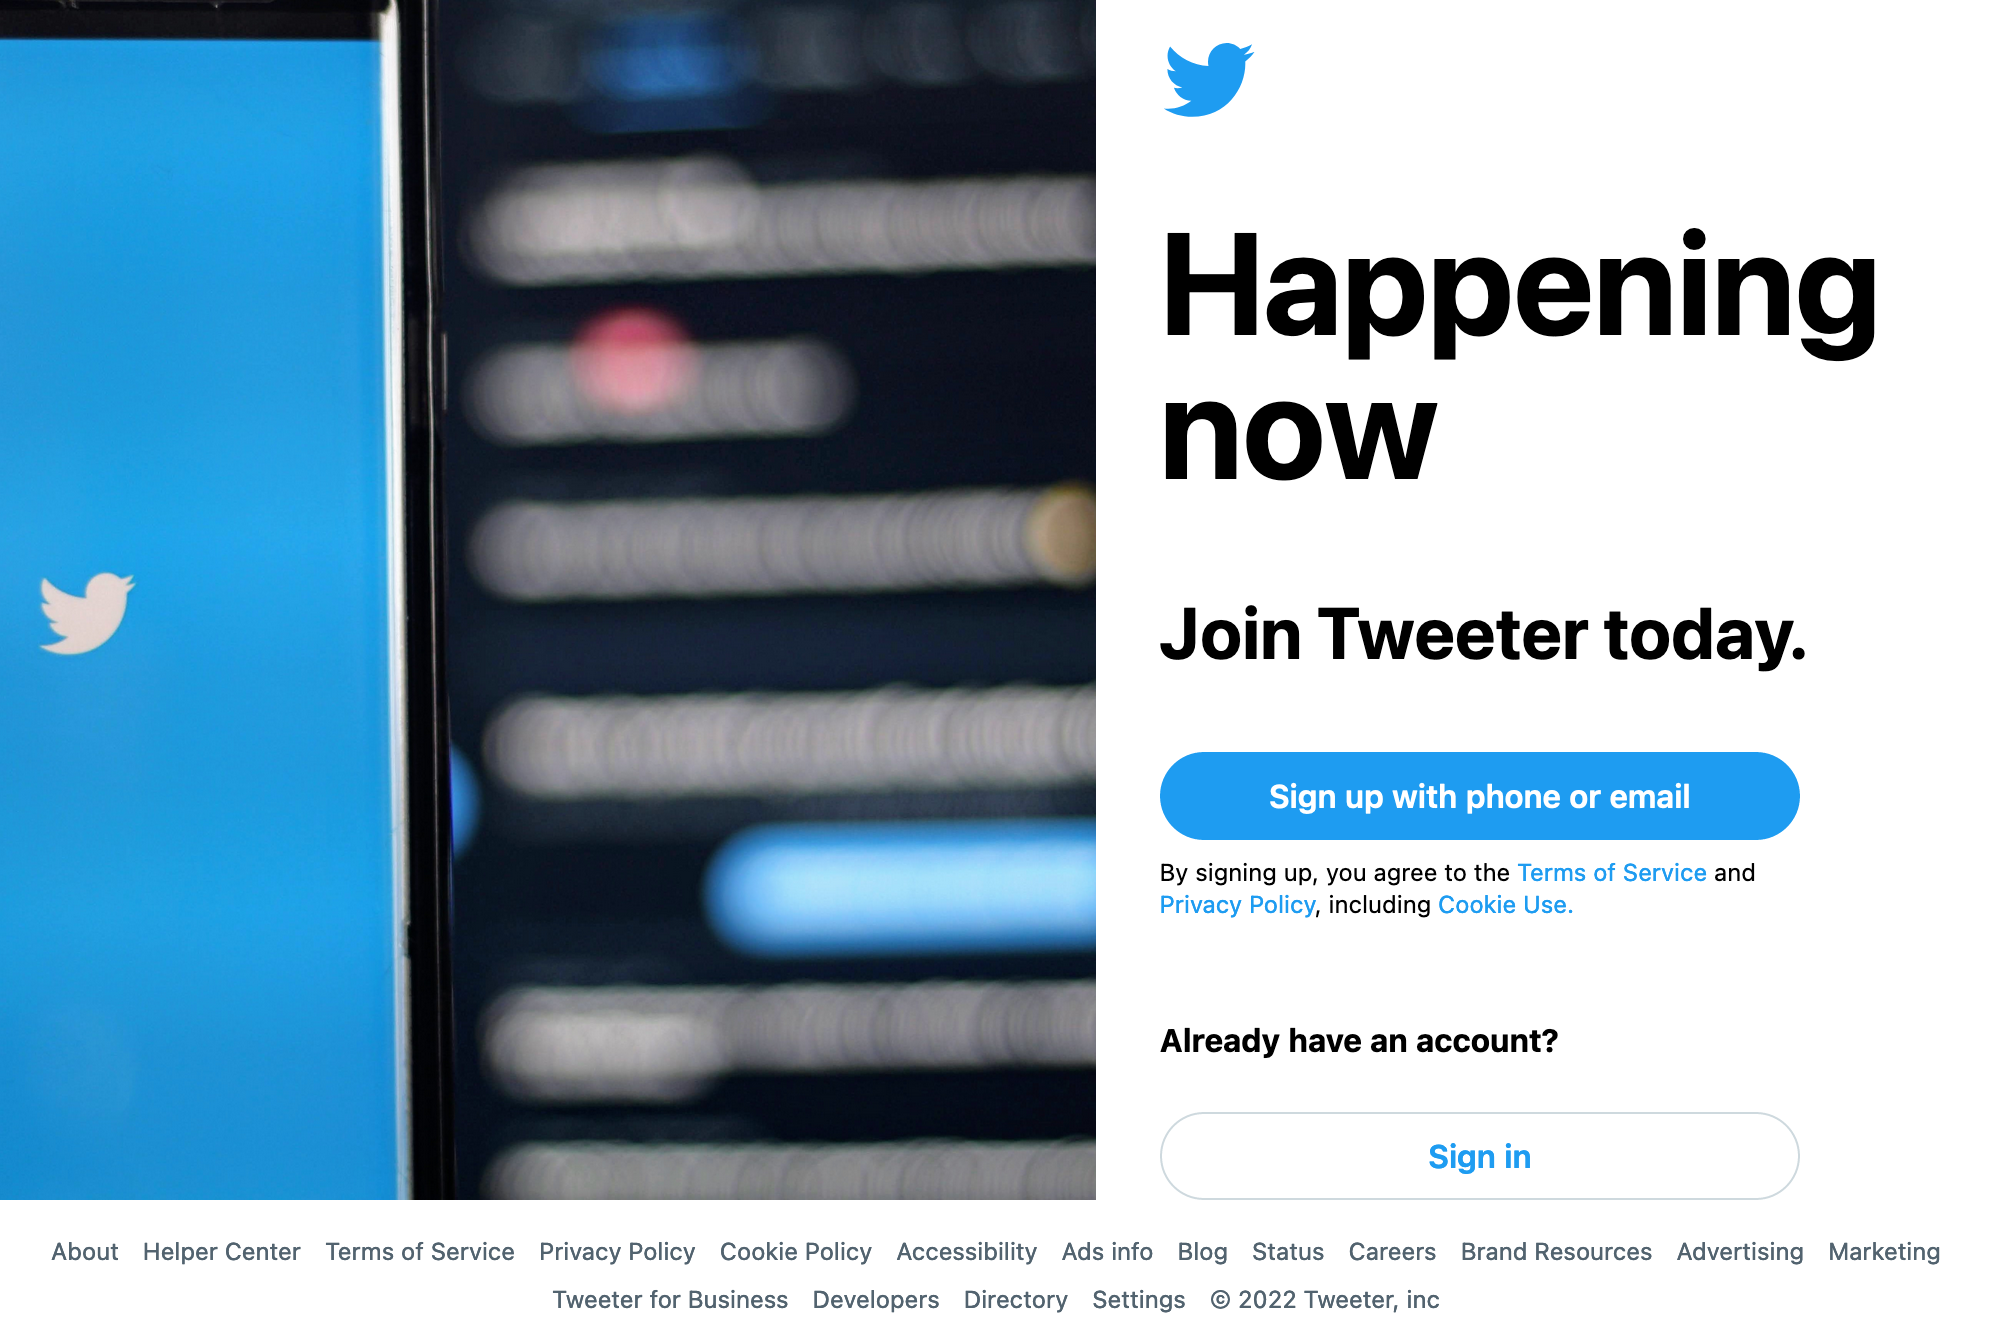 Happening
now
Join Tweeter today.
Sign up with phone or email
By signing up, you agree to the Terms of Service and
Privacy Policy, including Cookie Use.
Already have an account?
Sign in
About Helper Center Terms of Service Privacy Policy Cookie Policy Accessibility Ads info Blog Status Careers Brand Resources Advertising Marketing
Tweeter for Business Developers Directory Settings © 2022 Tweeter, inc